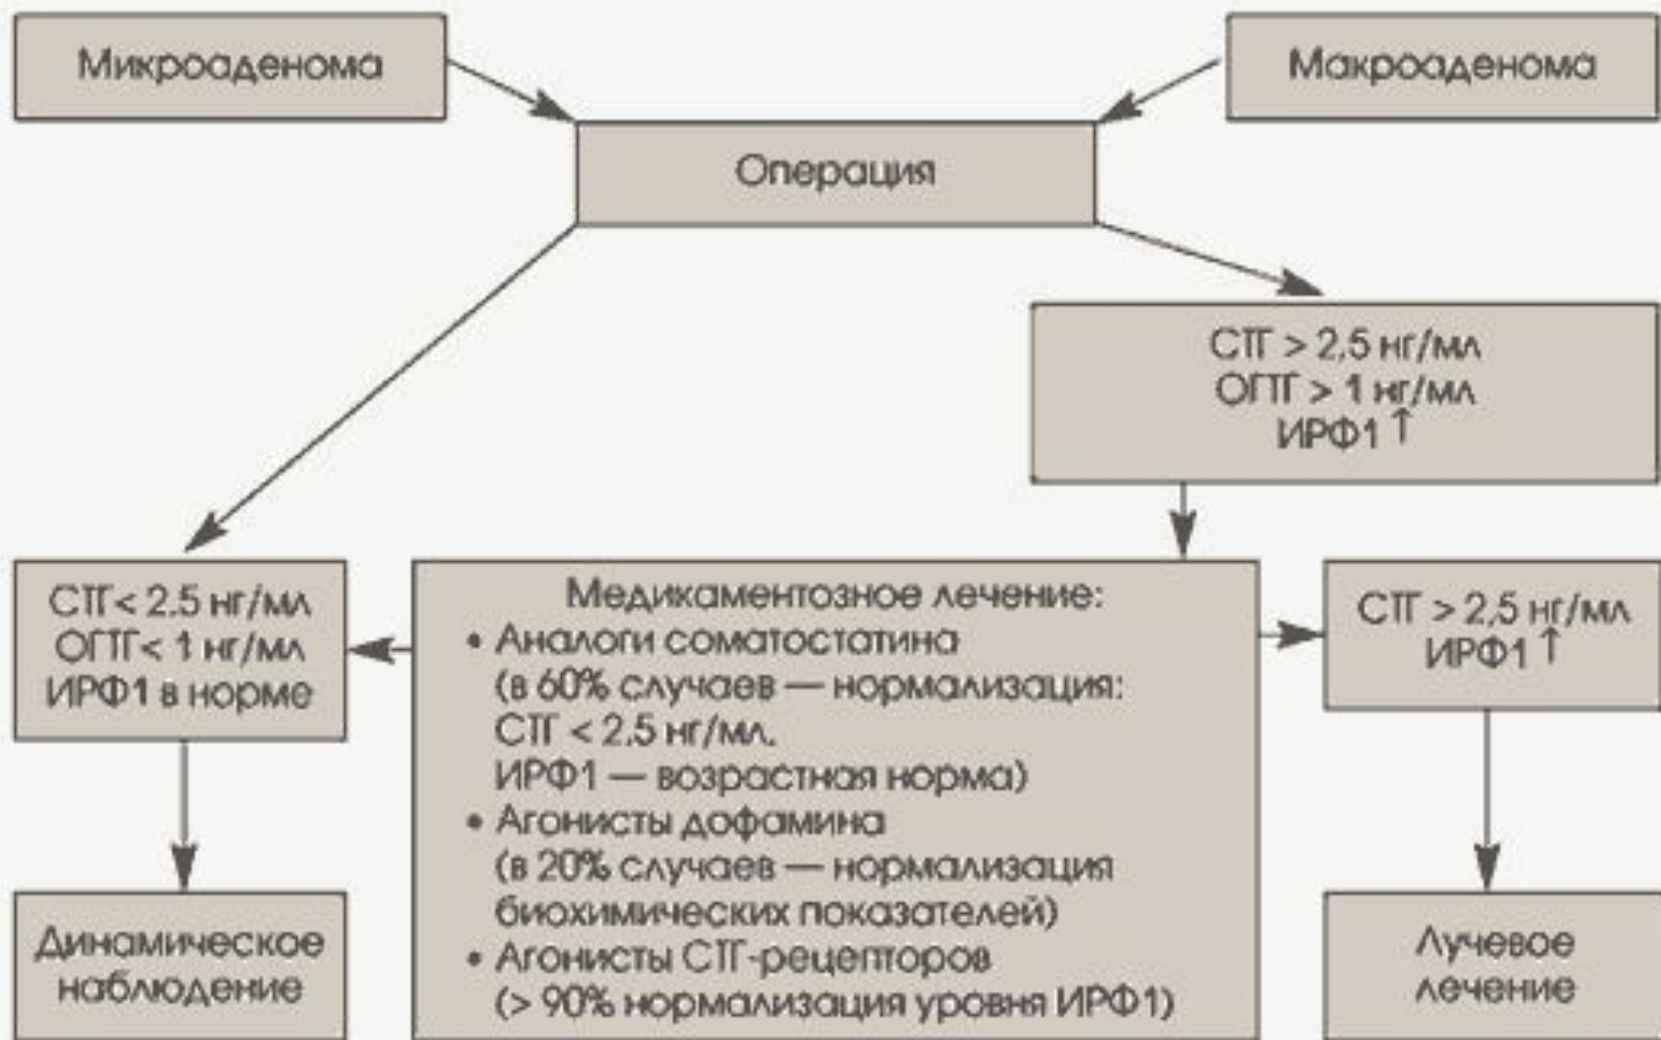 Микроаденома
Макроаденома
Операция
СТГ > 2,5 нг/мл
ОГТГ > 1 нг/мл
ИРФ1 ↑
СТГ< 2,5 нг/мл
ОГТГ< 1 нг/мл
ИРФ1 в норме
Медикаментозное лечение:
• Аналоги соматостатина
(в 60% случаев — нормализация:
СТГ < 2,5 нг/мл,
ИРФ1 — возрастная норма)
• Агонисты дофамина
(в 20% случаев — нормализация
биохимических показателей)
• Агонисты СТГ-рецепторов
(> 90% нормализация уровня ИРФ1)
СТГ > 2,5 нг/мл
ИРФ1 ↑
Динамическое
наблюдение
Лучевое
лечение